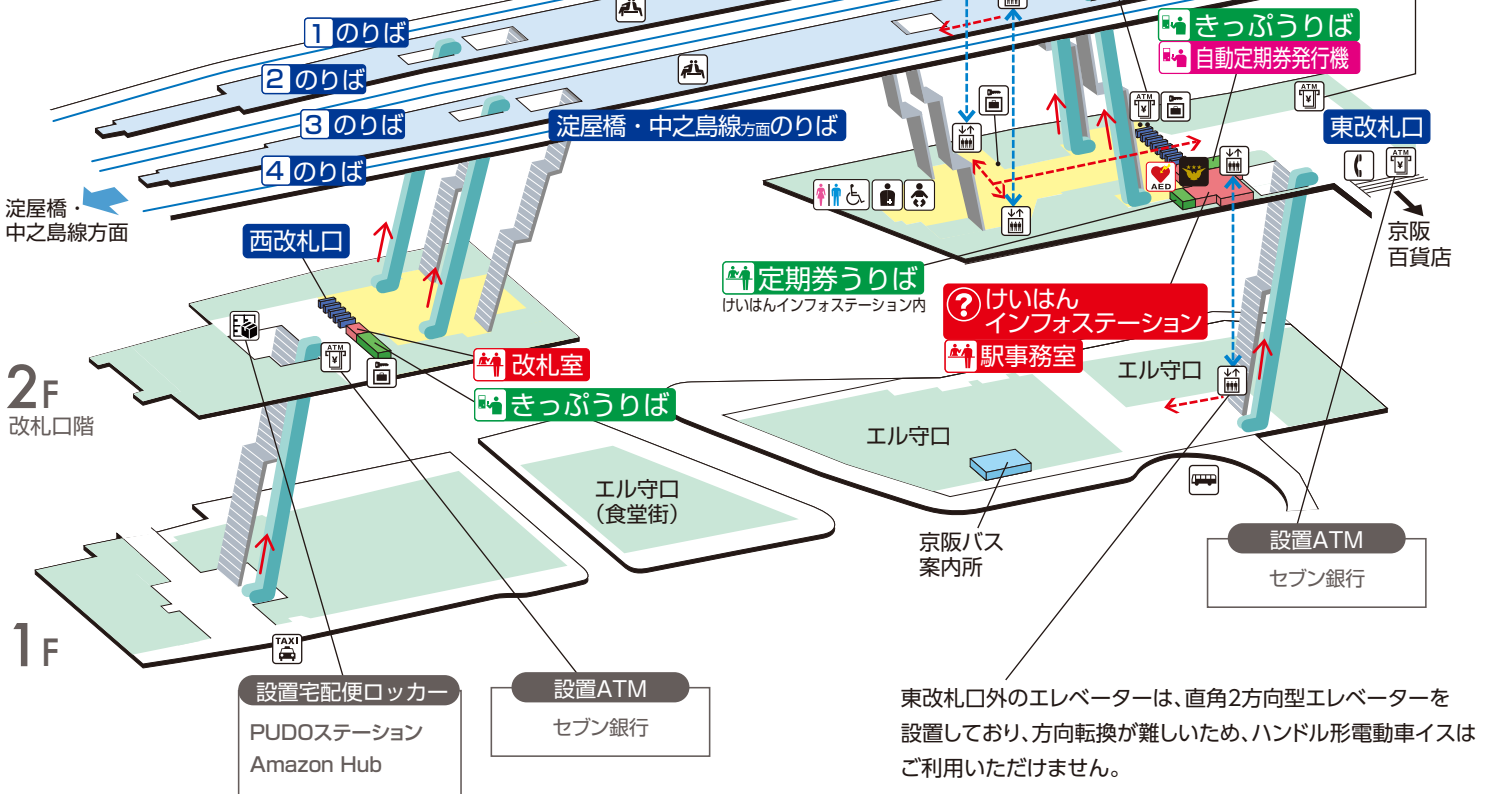 1 のりば
2 のりば
3 のりば
4 のりば
淀屋橋・中之島線方面のりば
淀屋橋・
中之島線方面
きっぷうりば
自動定期券発行機
ATM
ATM
東改札口
ATM
AED
京阪
百貨店
西改札口
定期券うりば
けいはんインフォステーション内
? けいはん
インフォステーション
駅事務室
ATM
改札室
きっぷうりば
2F
改札口階
エル守口
エル守口
エル守口
(食堂街)
京阪バス
案内所
設置ATM
セブン銀行
1F
TAXI
設置宅配便ロッカー
PUDOステーション
Amazon Hub
設置ATM
セブン銀行
東改札口外のエレベーターは、直角2方向型エレベーターを
設置しており、方向転換が難しいため、ハンドル形電動車イスは
ご利用いただけません。